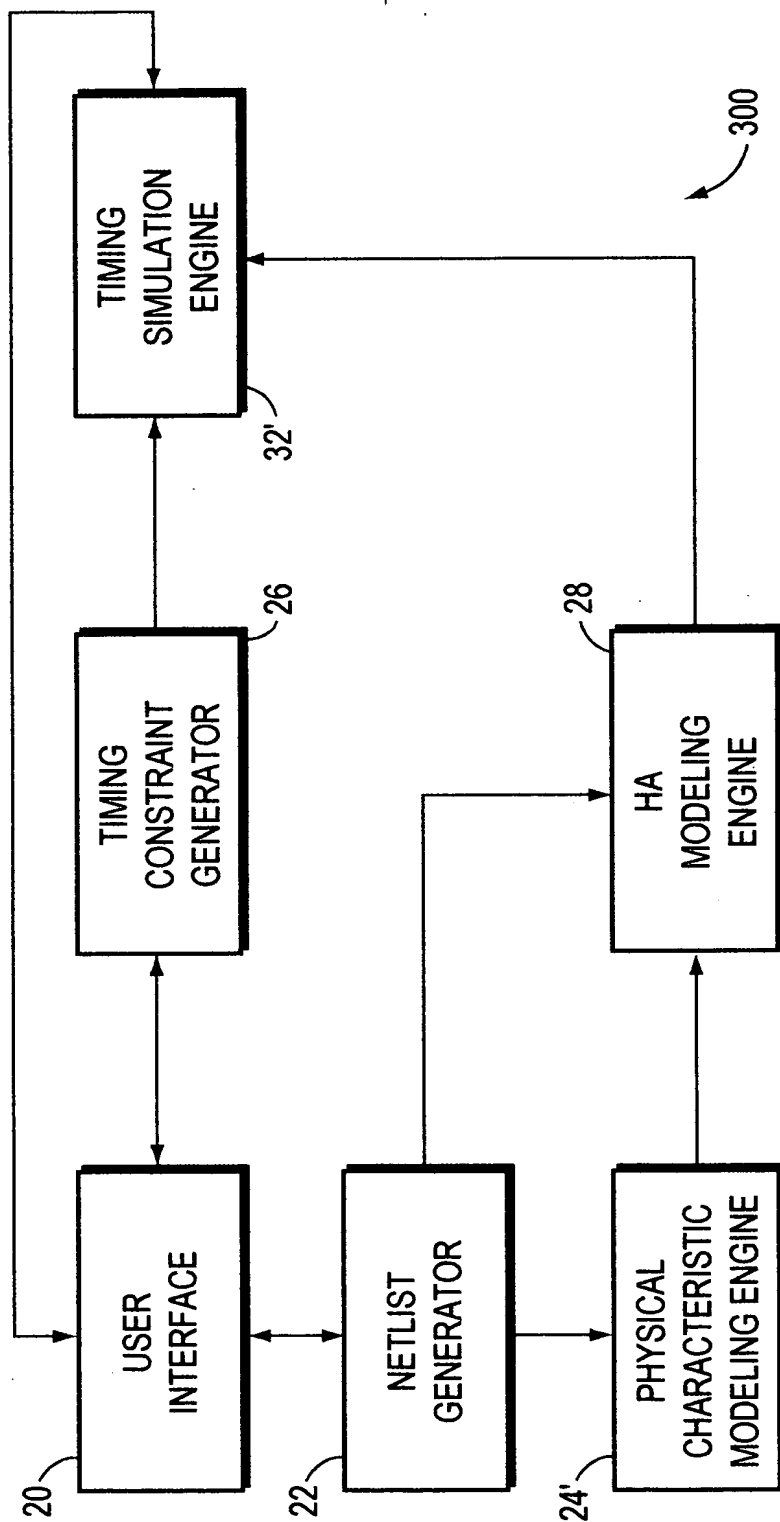 20
USER
INTERFACE
TIMING
CONSTRAINT
GENERATOR
26
TIMING
SIMULATION
ENGINE
32'
22
NETLIST
GENERATOR
24'
PHYSICAL
CHARACTERISTIC
MODELING ENGINE
HA
MODELING
ENGINE
28
300